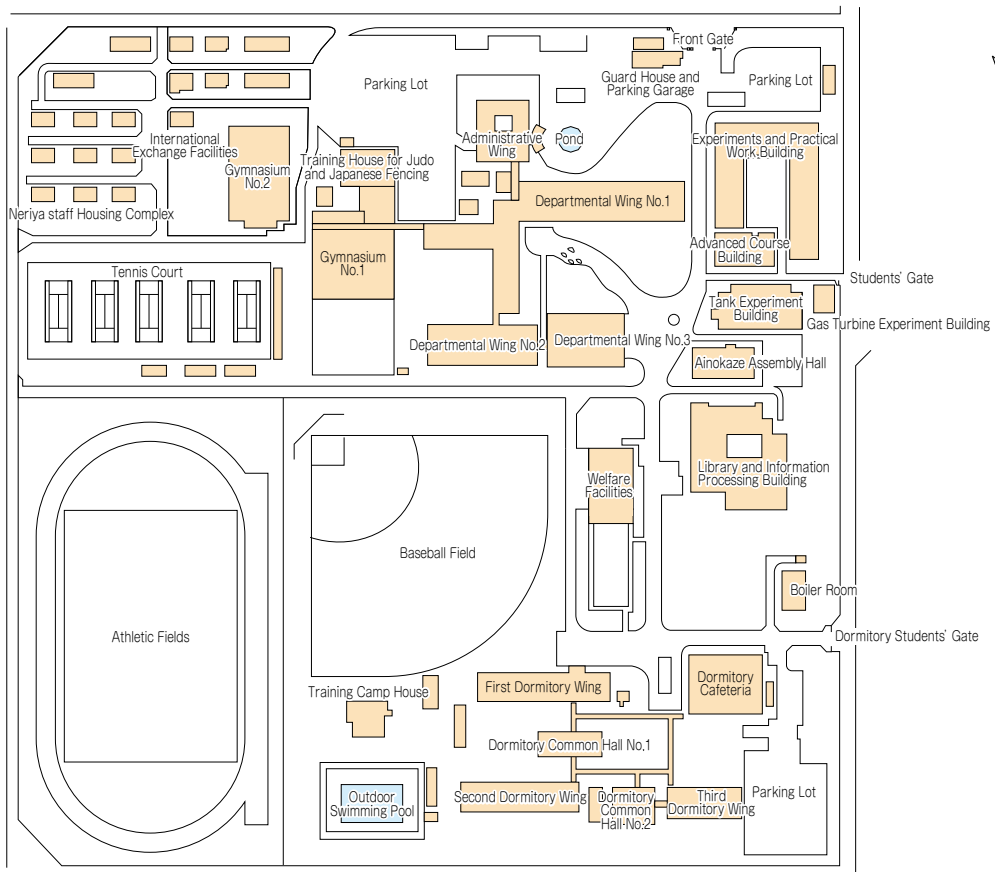 Front Gate
Parking Lot
Guard House and
Parking Garage
Parking Lot
International
Exchange Facilities
Gymnasium
No.2
Training House for Judo
and Japanese Fencing
Administrative
Wing
Pond
Experiments and Practical
Work Building
Departmental Wing No.1
Neriya staff Housing Complex
Advanced Course
Building
Gymnasium
No.1
Tennis Court
Students' Gate
Tank Experiment
Building
Gas Turbine Experiment Building
Departmental Wing No.2
Departmental Wing No.3
Ainokaze Assembly Hall
Library and Information
Processing Building
Welfare
Facilities
Baseball Field
Boiler Room
Athletic Fields
Dormitory Students' Gate
Training Camp House
First Dormitory Wing
Dormitory
Cafeteria
Dormitory Common Hall No.1
Outdoor
Swimming Pool
Second Dormitory Wing
Dormitory
Common
Hall No.2
Third
Dormitory Wing
Parking Lot